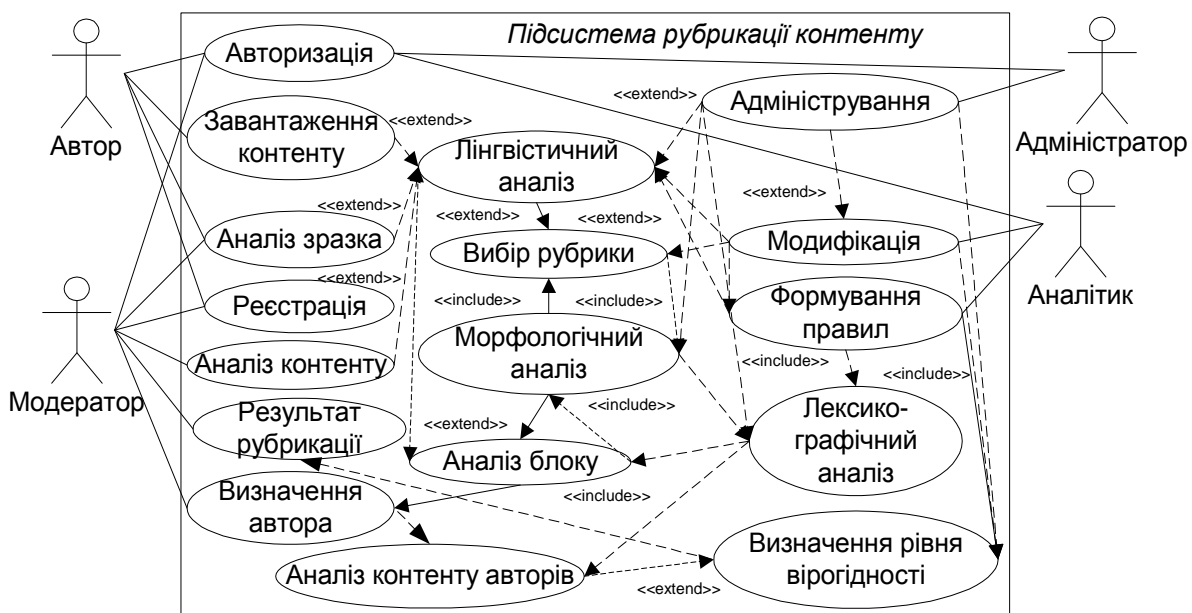 Підсистема рубрикації контенту
Авторизація
<<extend>>
Адміністрування
Автор
Адміністратор
Завантаження
контенту
<<extend>>
Лінгвістичний
аналіз
<<extend>>
<<extend>>
<<extend>>
<<extend>>
Аналіз зразка
Вибір рубрики
Модифікація
<<extend>>
Реєстрація
<<include>>
<<include>>
Формування
правил
Аналітик
Модератор
Аналіз контенту
Морфологічний
аналіз
<<include>>
<<include>>
Результат
рубрикації
<<extend>>
<<include>>
Лексико-
графічний
аналіз
Аналіз блоку
Визначення
автора
<<include>>
Аналіз контенту авторів
<<extend>>
Визначення рівня
вірогідності